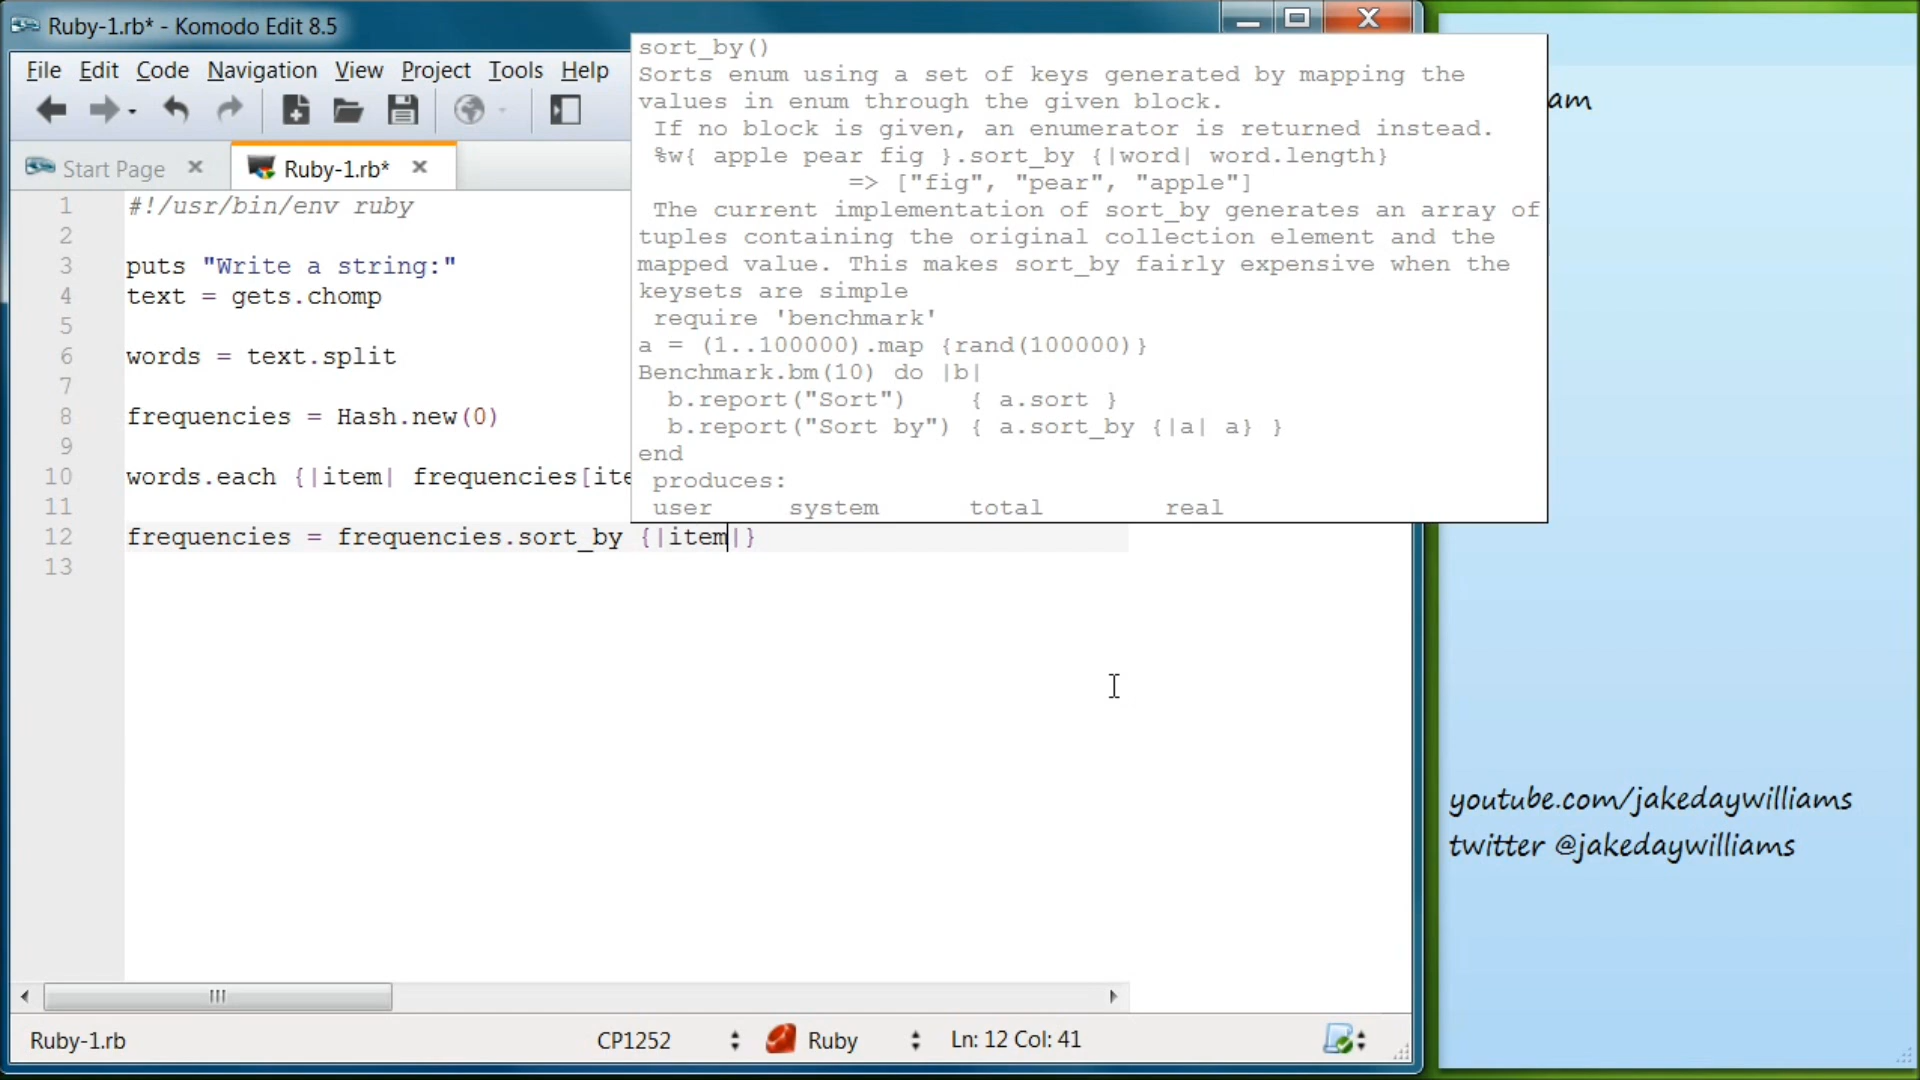 Ruby-1.rb* - Komodo Edit 8.5
File Edit Code Navigation View Project Tools Help
Start Page
Ruby-1.rb*
1 #!/usr/bin/env ruby
2
3 puts "Write a string:"
4 text = gets.chomp
5
6 words = text.split
7
8 frequencies = Hash.new(0)
9
10 words.each {|item| frequencies[ite
11
12 frequencies = frequencies.sort_by {|item|}
13
sort_by()
Sorts enum using a set of keys generated by mapping the
values in enum through the given block.
If no block is given, an enumerator is returned instead.
%w{ apple pear fig }.sort_by {|word| word.length}
=> ["fig", "pear", "apple"]
The current implementation of sort_by generates an array of
tuples containing the original collection element and the
mapped value. This makes sort_by fairly expensive when the
keysets are simple
require 'benchmark'
a = (1..100000).map {rand(100000)}
Benchmark.bm(10) do |b|
b.report("Sort") { a.sort }
b.report("Sort by") { a.sort_by {|a| a} }
end
produces:
user system total real
am
youtube.com/jakedaywilliams
twitter @jakedaywilliams
Ruby-1.rb CP1252 Ruby Ln: 12 Col: 41